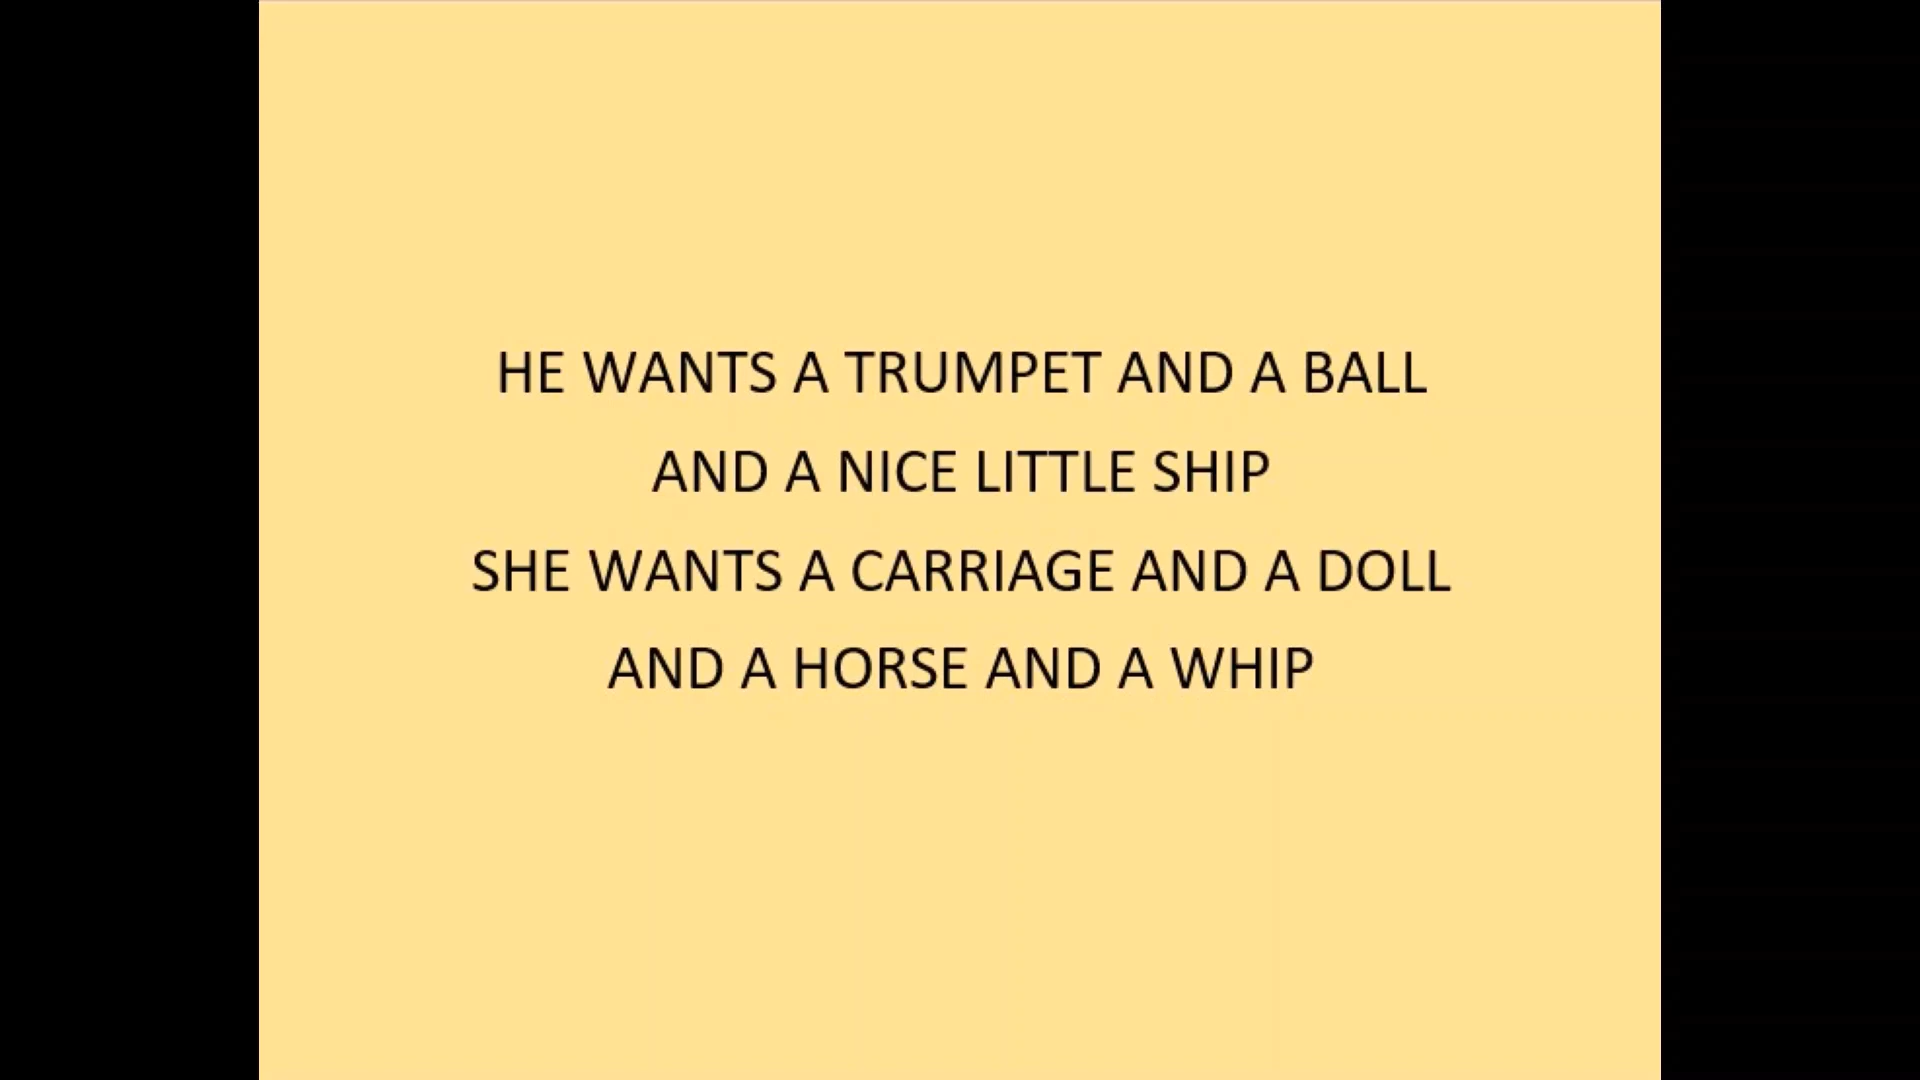 HE WANTS A TRUMPET AND A BALL
AND A NICE LITTLE SHIP
SHE WANTS A CARRIAGE AND A DOLL
AND A HORSE AND A WHIP